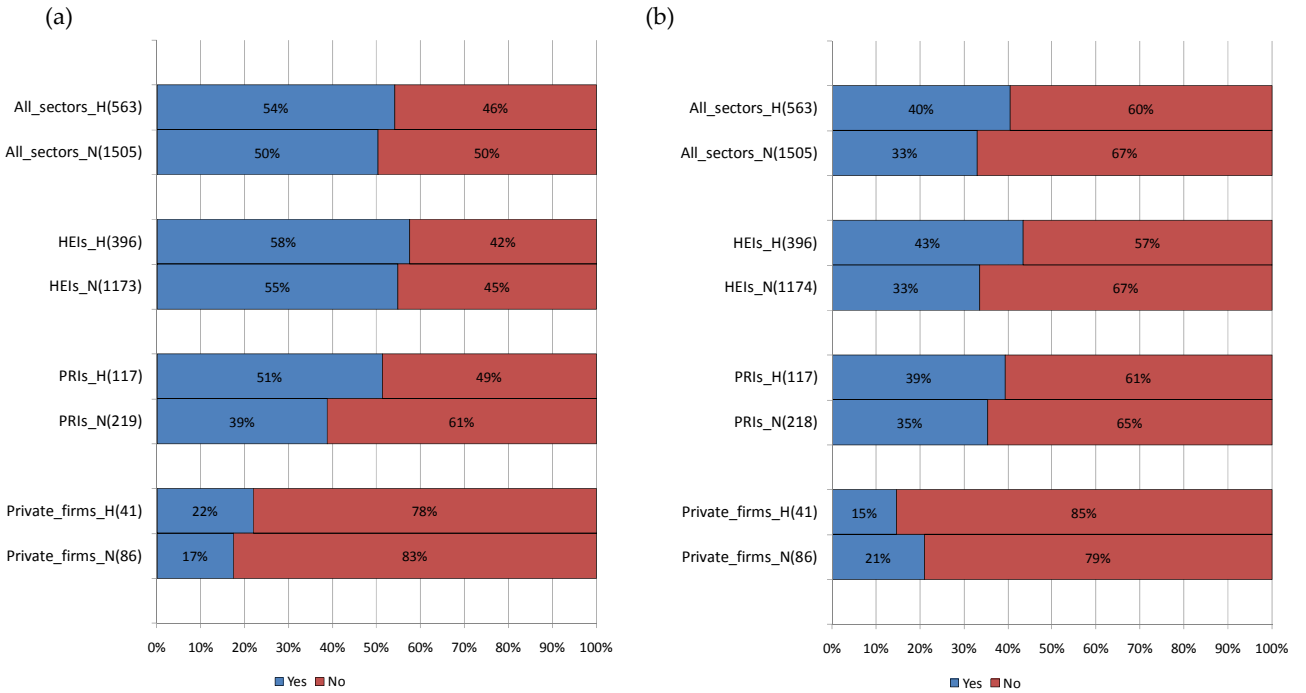 (a)
All_sectors_H(563) 54% 46%
All_sectors_N(1505) 50% 50%
HEIs_H(396) 58% 42%
HEIs_N(1173) 55% 45%
PRIs_H(117) 51% 49%
PRIs_N(219) 39% 61%
Private_firms_H(41) 22% 78%
Private_firms_N(86) 17% 83%
0% 10% 20% 30% 40% 50% 60% 70% 80% 90% 100%
Yes No
(b)
All_sectors_H(563) 40% 60%
All_sectors_N(1505) 33% 67%
HEIs_H(396) 43% 57%
HEIs_N(1174) 33% 67%
PRIs_H(117) 39% 61%
PRIs_N(218) 35% 65%
Private_firms_H(41) 15% 85%
Private_firms_N(86) 21% 79%
0% 10% 20% 30% 40% 50% 60% 70% 80% 90% 100%
Yes No